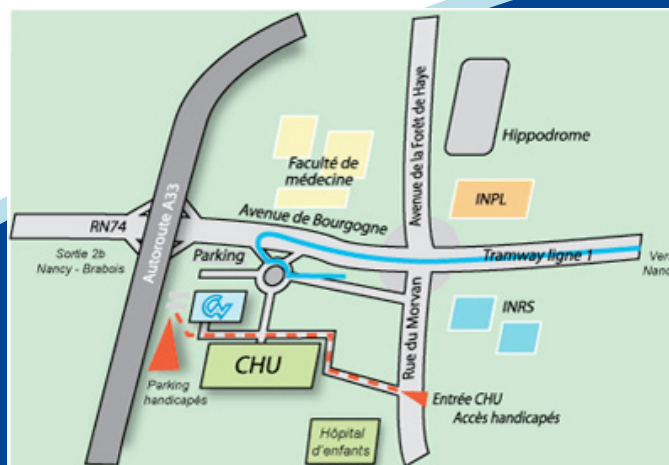 Avenue de la Forêt de Haye
Hippodrome
Faculté de
médecine
INPL
Autoroute A33
RN74
Avenue de Bourgogne
Sortie 2b
Nancy - Brabois
Parking
Tramway ligne 1
Rue du Morvan
INRS
CHU
Parking
handicapés
Entrée CHU
Accès handicapés
Hôpital
d'enfants